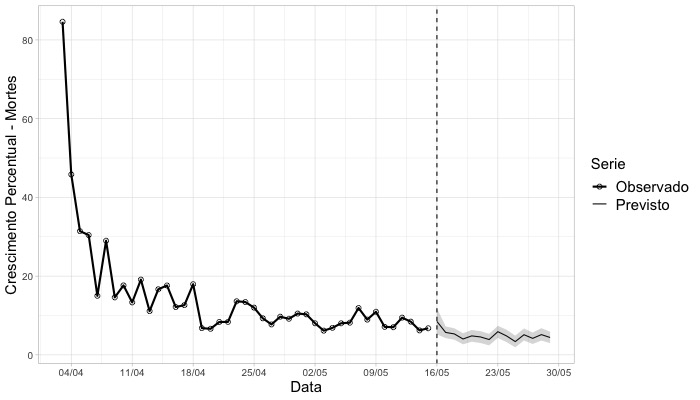 Crescimento Percentual - Mortes
80
60
40
20
0
04/04 11/04 18/04 25/04 02/05 09/05 16/05 23/05 30/05
Data
Serie
Observado
Previsto